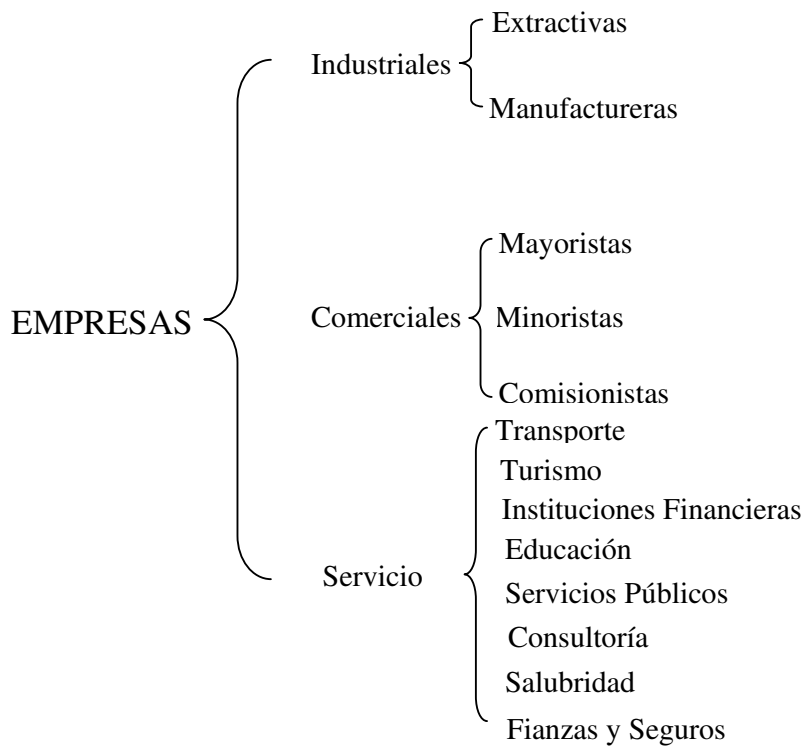 EMPRESAS
Industriales
Extractivas
Manufactureras
Comerciales
Mayoristas
Minoristas
Comisionistas
Servicio
Transporte
Turismo
Instituciones Financieras
Educación
Servicios Públicos
Consultoría
Salubridad
Fianzas y Seguros